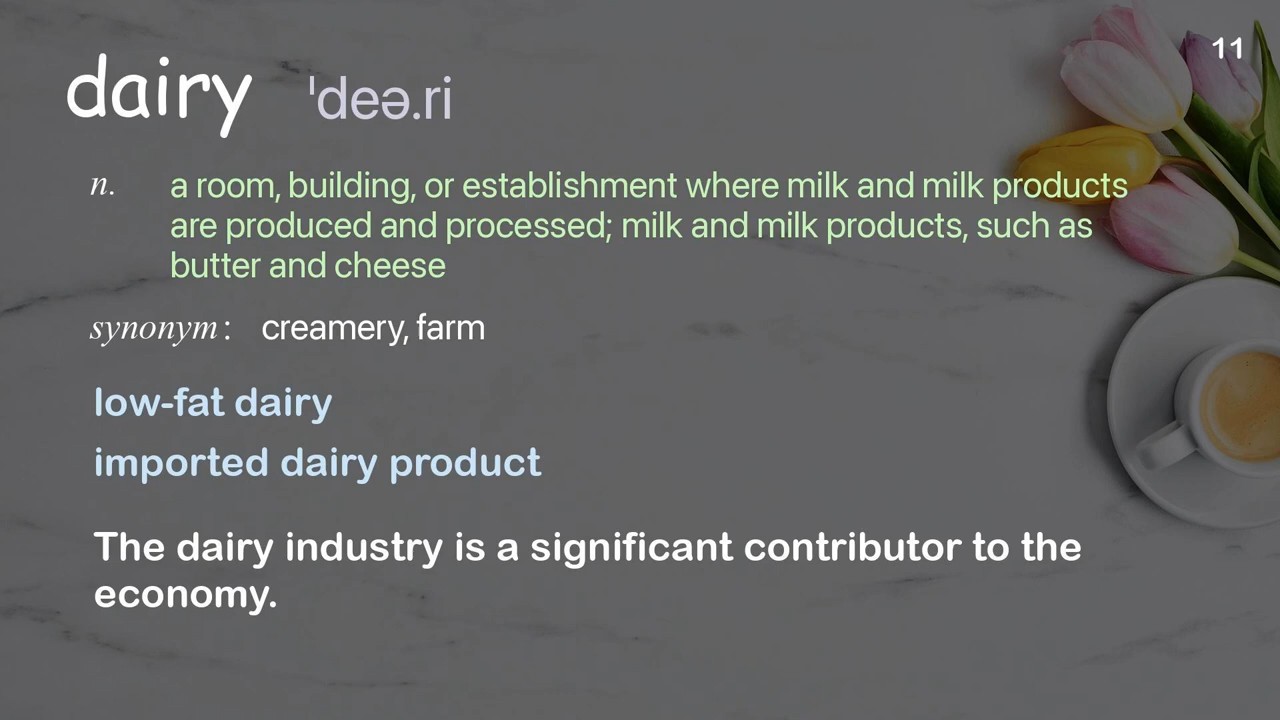 11
dairy ˈdeə.ri
n. a room, building, or establishment where milk and milk products
are produced and processed; milk and milk products, such as
butter and cheese
synonym: creamery, farm
low-fat dairy
imported dairy product
The dairy industry is a significant contributor to the
economy.